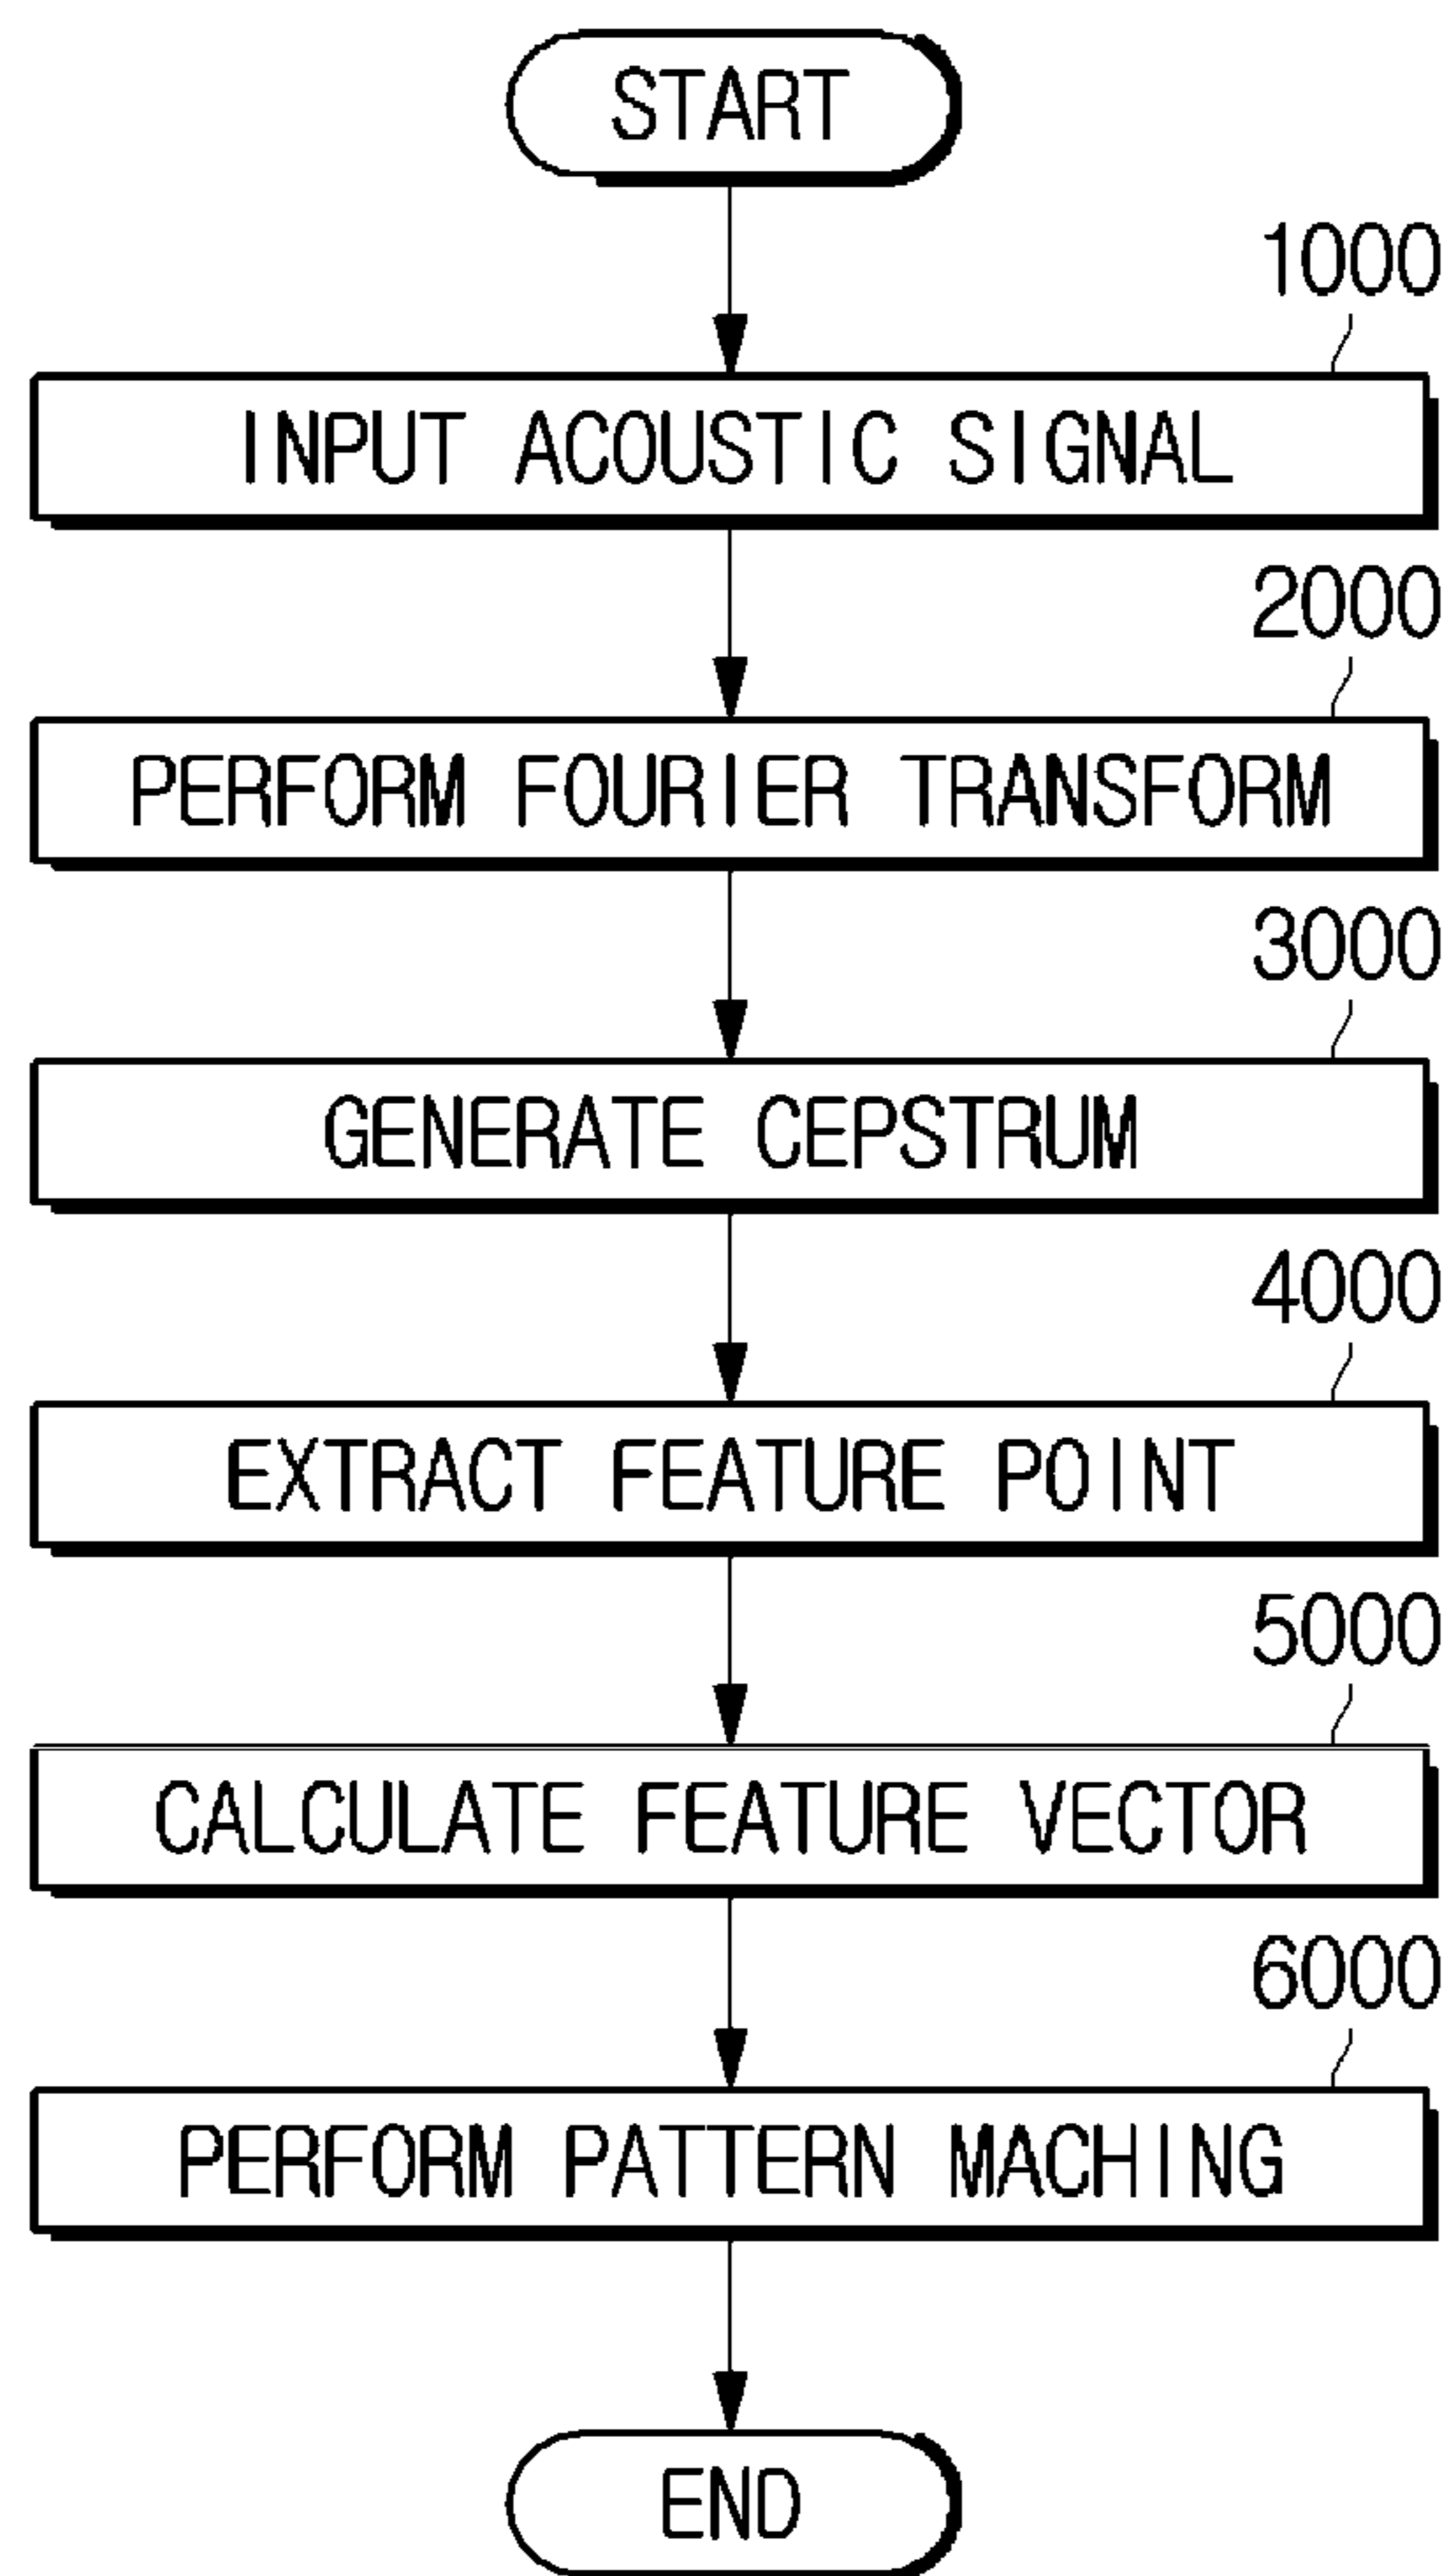 START
1000
INPUT ACOUSTIC SIGNAL
2000
PERFORM FOURIER TRANSFORM
3000
GENERATE CEPSTRUM
4000
EXTRACT FEATURE POINT
5000
CALCULATE FEATURE VECTOR
6000
PERFORM PATTERN MACHING
END